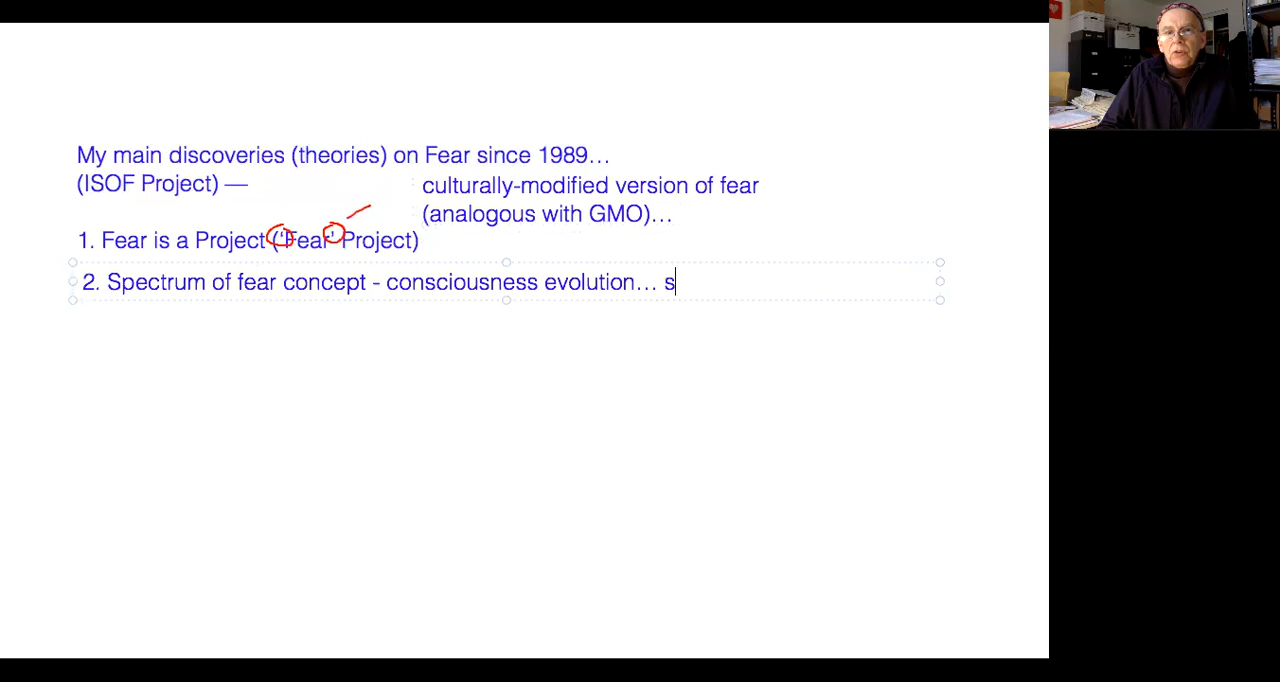 My main discoveries (theories) on Fear since 1989…
(ISOF Project) —
culturally-modified version of fear
(analogous with GMO)…
1. Fear is a Project (‘Fear’ Project)
2. Spectrum of fear concept - consciousness evolution… s